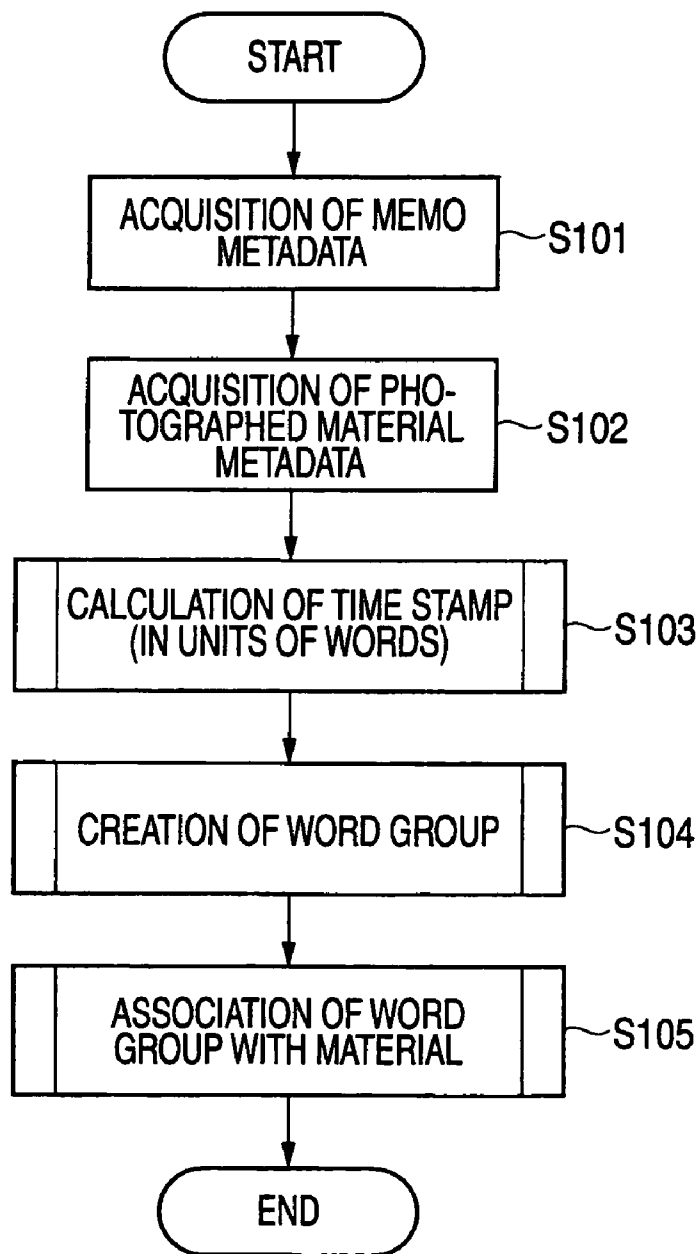 START
ACQUISITION OF MEMO
METADATA
S101
ACQUISITION OF PHO-
TOGRAPHED MATERIAL
METADATA
S102
CALCULATION OF TIME STAMP
(IN UNITS OF WORDS)
S103
CREATION OF WORD GROUP
S104
ASSOCIATION OF WORD
GROUP WITH MATERIAL
S105
END